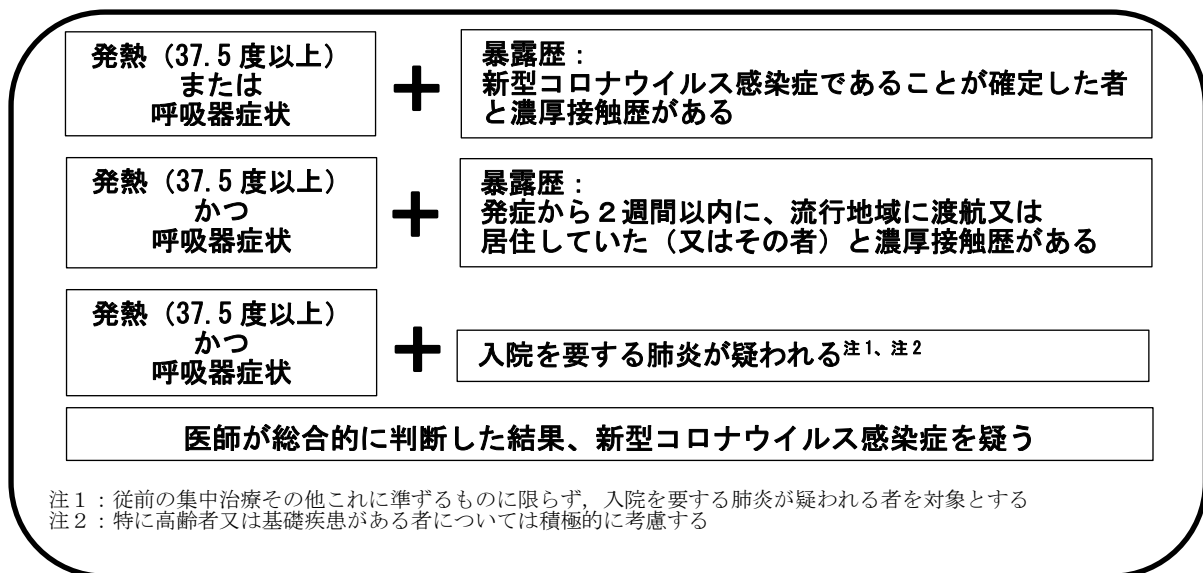 発熱（37.5度以上）
または
呼吸器症状
暴露歴：
新型コロナウイルス感染症であることが確定した者
と濃厚接触歴がある
発熱（37.5度以上）
かつ
呼吸器症状
暴露歴：
発症から２週間以内に、流行地域に渡航又は
居住していた（又はその者）と濃厚接触歴がある
発熱（37.5度以上）
かつ
呼吸器症状
入院を要する肺炎が疑われる注1、注2
医師が総合的に判断した結果、新型コロナウイルス感染症を疑う
注１：従前の集中治療その他これに準ずるものに限らず，入院を要する肺炎が疑われる者を対象とする
注２：特に高齢者又は基礎疾患がある者については積極的に考慮する